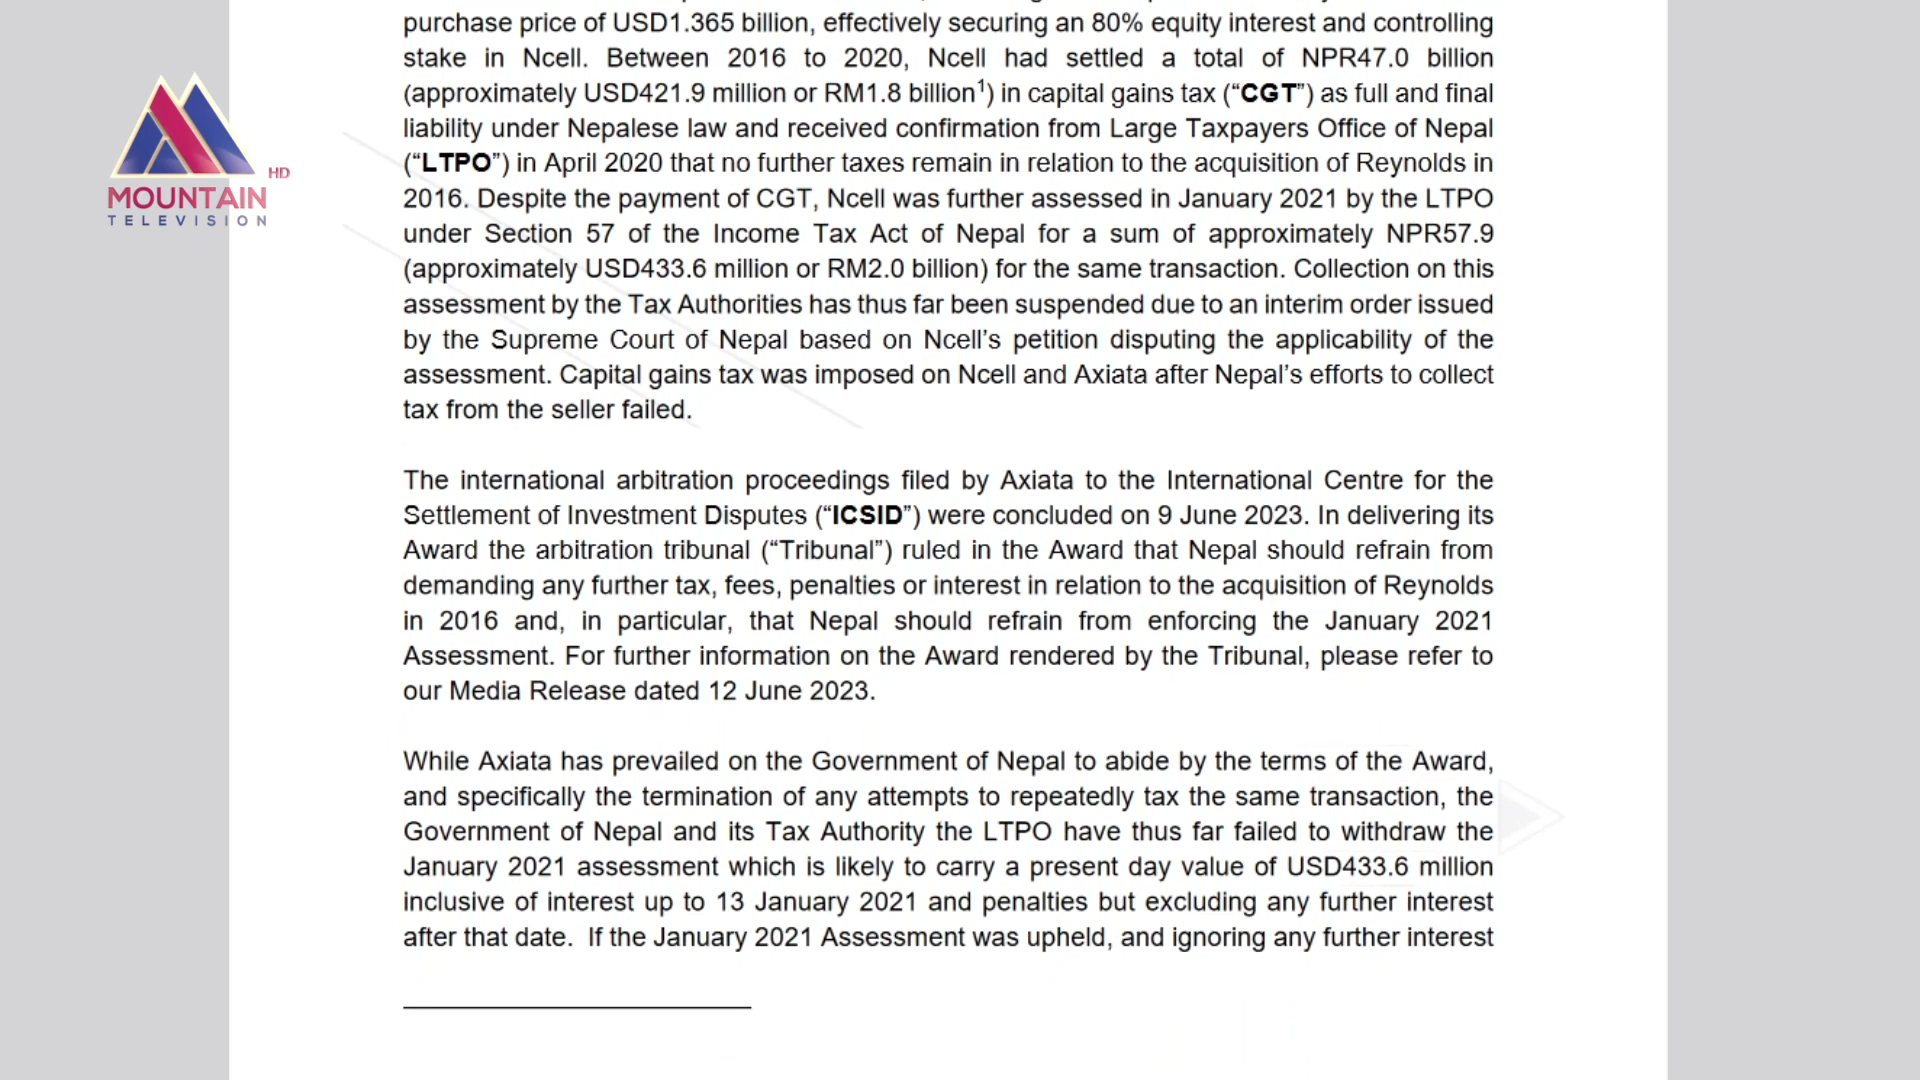 purchase price of USD1.365 billion, effectively securing an 80% equity interest and controlling
stake in Ncell. Between 2016 to 2020, Ncell had settled a total of NPR47.0 billion
(approximately USD421.9 million or RM1.8 billion¹) in capital gains tax (“CGT”) as full and final
liability under Nepalese law and received confirmation from Large Taxpayers Office of Nepal
(“LTPO”) in April 2020 that no further taxes remain in relation to the acquisition of Reynolds in
2016. Despite the payment of CGT, Ncell was further assessed in January 2021 by the LTPO
under Section 57 of the Income Tax Act of Nepal for a sum of approximately NPR57.9
(approximately USD433.6 million or RM2.0 billion) for the same transaction. Collection on this
assessment by the Tax Authorities has thus far been suspended due to an interim order issued
by the Supreme Court of Nepal based on Ncell’s petition disputing the applicability of the
assessment. Capital gains tax was imposed on Ncell and Axiata after Nepal’s efforts to collect
tax from the seller failed.
The international arbitration proceedings filed by Axiata to the International Centre for the
Settlement of Investment Disputes (“ICSID”) were concluded on 9 June 2023. In delivering its
Award the arbitration tribunal (“Tribunal”) ruled in the Award that Nepal should refrain from
demanding any further tax, fees, penalties or interest in relation to the acquisition of Reynolds
in 2016 and, in particular, that Nepal should refrain from enforcing the January 2021
Assessment. For further information on the Award rendered by the Tribunal, please refer to
our Media Release dated 12 June 2023.
While Axiata has prevailed on the Government of Nepal to abide by the terms of the Award,
and specifically the termination of any attempts to repeatedly tax the same transaction, the
Government of Nepal and its Tax Authority the LTPO have thus far failed to withdraw the
January 2021 assessment which is likely to carry a present day value of USD433.6 million
inclusive of interest up to 13 January 2021 and penalties but excluding any further interest
after that date.  If the January 2021 Assessment was upheld, and ignoring any further interest
HD
MOUNTAIN
TELEVISION